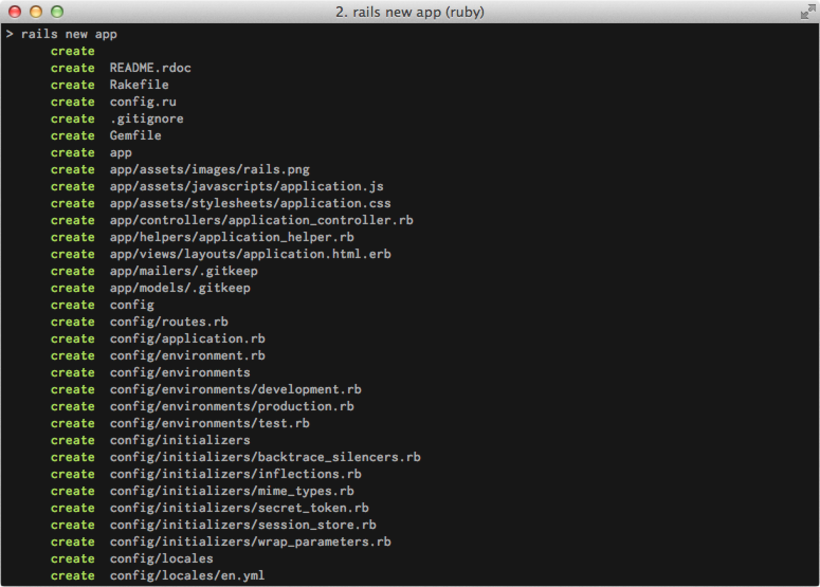 2. rails new app (ruby)
> rails new app
create
create README.rdoc
create Rakefile
create config.ru
create .gitignore
create Gemfile
create app
create app/assets/images/rails.png
create app/assets/javascripts/application.js
create app/assets/stylesheets/application.css
create app/controllers/application_controller.rb
create app/helpers/application_helper.rb
create app/views/layouts/application.html.erb
create app/mailers/.gitkeep
create app/models/.gitkeep
create config
create config/routes.rb
create config/application.rb
create config/environment.rb
create config/environments
create config/environments/development.rb
create config/environments/production.rb
create config/environments/test.rb
create config/initializers
create config/initializers/backtrace_silencers.rb
create config/initializers/inflections.rb
create config/initializers/mime_types.rb
create config/initializers/secret_token.rb
create config/initializers/session_store.rb
create config/initializers/wrap_parameters.rb
create config/locales
create config/locales/en.yml